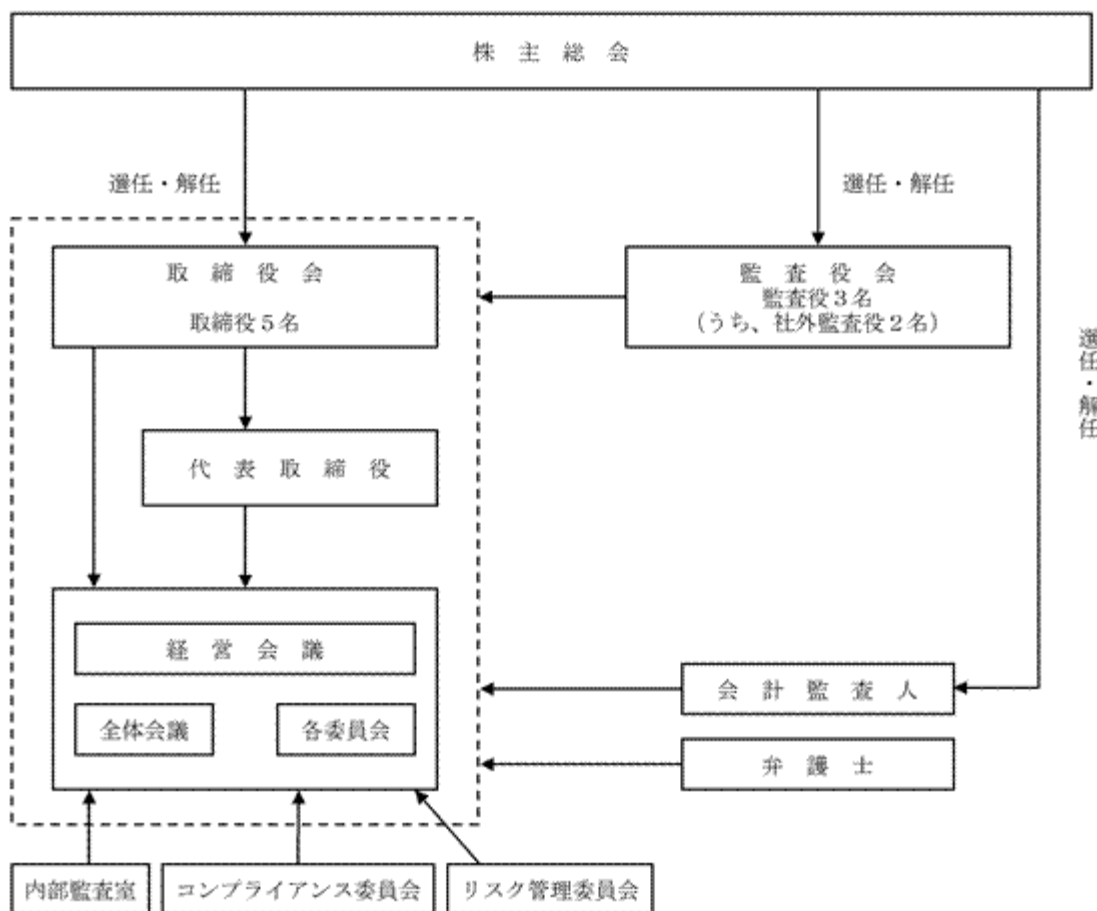 株主総会
選任・解任
選任・解任
取締役会
取締役5名
監査役会
監査役3名
(うち、社外監査役2名)
選任・解任
代表取締役
経営会議
全体会議
各委員会
会計監査人
弁護士
内部監査室
コンプライアンス委員会
リスク管理委員会